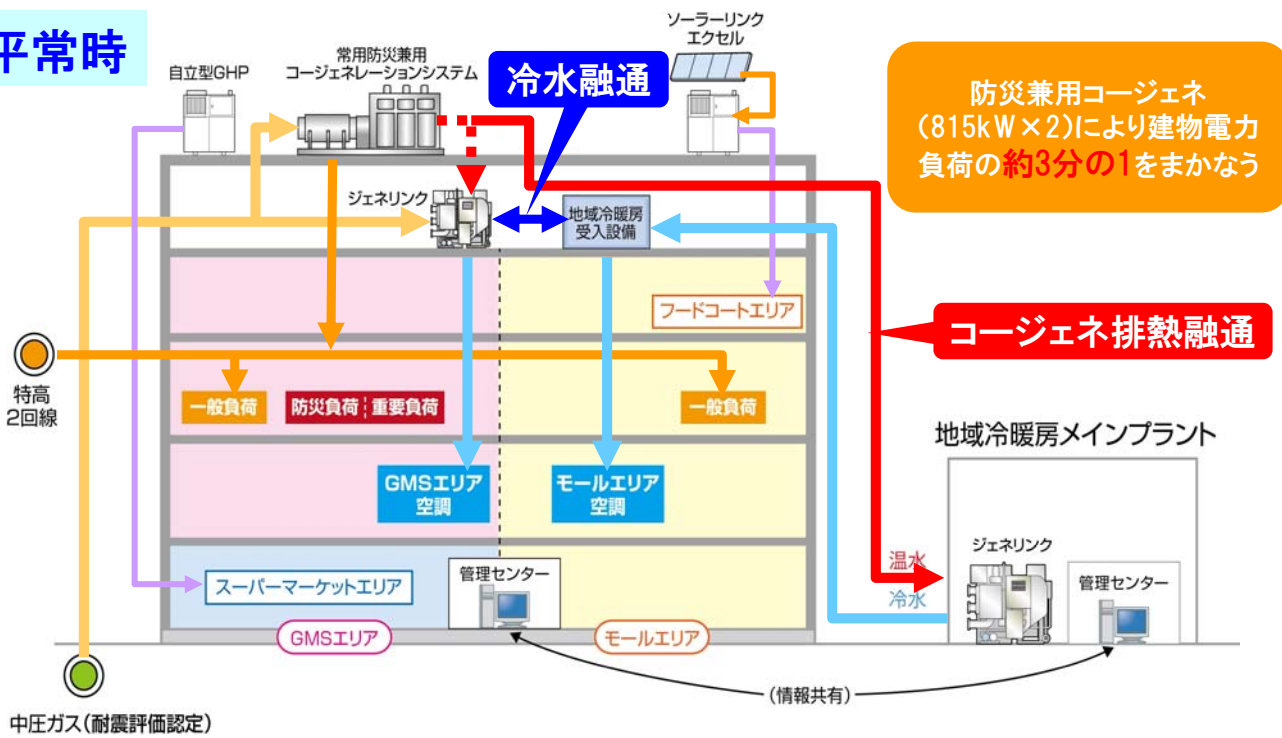 平常時
自立型GHP
常用防災兼用
コージェネレーションシステム
冷水融通
ソーラーリンク
エクセル
防災兼用コージェネ
(815kW×2)により建物電力
負荷の約3分の1をまかなう
ジェネリンク
地域冷暖房
受入設備
フードコートエリア
コージェネ排熱融通
特高
2回線
一般負荷
防災負荷
重要負荷
一般負荷
GMSエリア
空調
モールエリア
空調
地域冷暖房メインプラント
ジェネリンク
管理センター
温水
冷水
スーパーマーケットエリア
管理センター
GMSエリア
モールエリア
(情報共有)
中圧ガス(耐震評価認定)